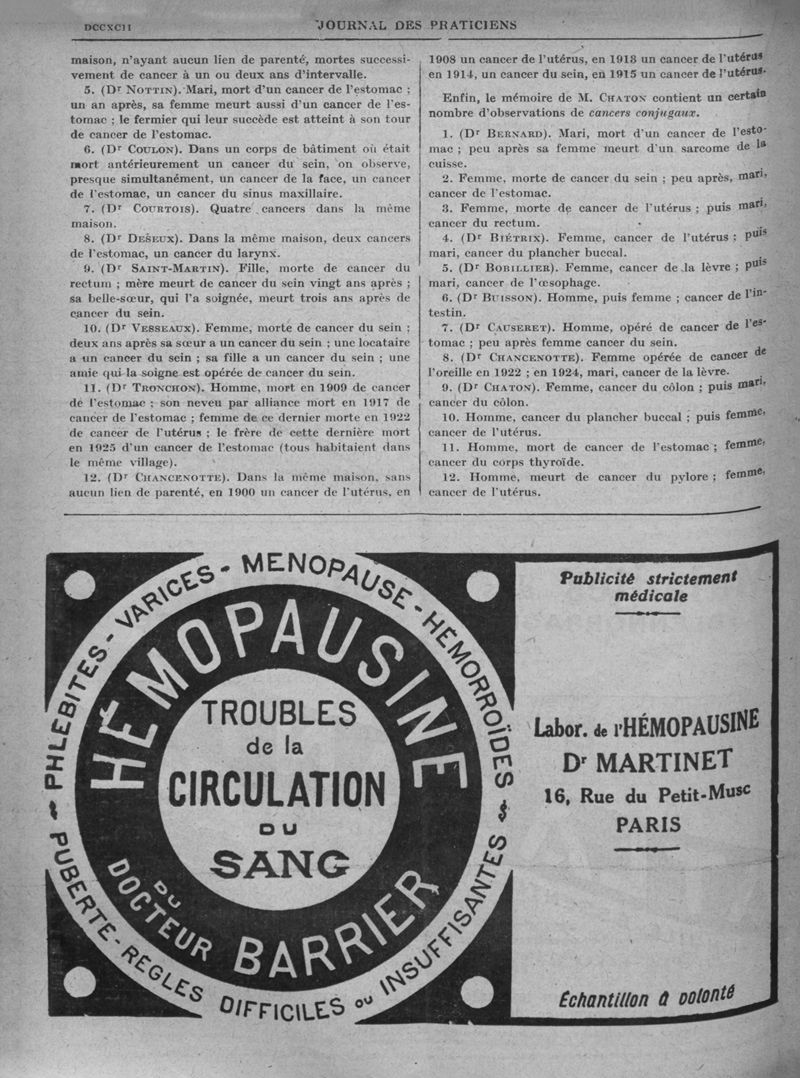 DCCXCII
JOURNAL DES PRATICIENS
maison, n'ayant aucun lien de parenté, mortes successi-
vement de cancer à un ou deux ans d'intervalle.
5. (Dr NOTTIN). Mari, mort d'un cancer de l'estomac ;
un an après, sa femme meurt aussi d'un cancer de l'es-
tomac ; le fermier qui leur succède est atteint à son tour
de cancer de l'estomac.
6. (Dr COULON). Dans un corps de bâtiment où était
mort antérieurement un cancer du sein, on observe,
presque simultanément, un cancer de la face, un cancer
de l'estomac, un cancer du sinus maxillaire.
7. (Dr COURTOIS). Quatre cancers dans la même
maison.
8. (Dr DESEUX). Dans la même maison, deux cancers
de l'estomac, un cancer du larynx.
9. (Dr SAINT-MARTIN). Fille, morte de cancer du
rectum ; mère meurt de cancer du sein vingt ans après ;
sa belle-sœur, qui l'a soignée, meurt trois ans après de
cancer du sein.
10. (Dr VESSEAUX). Femme, morte de cancer du sein ;
deux ans après sa sœur a un cancer du sein ; une locataire
a un cancer du sein ; sa fille a un cancer du sein ; une
amie qui la soigne est opérée de cancer du sein.
11. (Dr TRONCHON). Homme, mort en 1909 de cancer
de l'estomac ; son neveu par alliance mort en 1917 de
cancer de l'estomac ; femme de ce dernier morte en 1922
de cancer de l'utérus ; le frère de cette dernière mort
en 1925 d'un cancer de l'estomac (tous habitaient dans
le même village).
12. (Dr CHANCENOTTE). Dans la même maison, sans
aucun lien de parenté, en 1900 un cancer de l'utérus, en
1908 un cancer de l'utérus, en 1913 un cancer de l'utérus
en 1914, un cancer du sein, en 1915 un cancer de l'utérus.
Enfin, le mémoire de M. CHATON contient un certain
nombre d'observations de cancers conjugaux.
1. (Dr BERNARD). Mari, mort d'un cancer de l'esto-
mac ; peu après sa femme meurt d'un sarcome de la
cuisse.
2. Femme, morte de cancer du sein ; peu après, mari,
cancer de l'estomac.
3. Femme, morte de cancer de l'utérus ; puis mari,
cancer du rectum.
4. (Dr BIÉTRIX). Femme, cancer de l'utérus ; puis
mari, cancer du plancher buccal.
5. (Dr BOBILLIER). Femme, cancer de la lèvre ; puis
mari, cancer de l'œsophage.
6. (Dr BUISSON). Homme, puis femme ; cancer de l'in-
testin.
7. (Dr CAUSERET). Homme, opéré de cancer de l'es-
tomac ; peu après femme cancer du sein.
8. (Dr CHANCENOTTE). Femme opérée de cancer de
l'oreille en 1922 ; en 1924, mari, cancer de la lèvre.
9. (Dr CHATON). Femme, cancer du côlon ; puis mari,
cancer du côlon.
10. Homme, cancer du plancher buccal ; puis femme,
cancer de l'utérus.
11. Homme, mort de cancer de l'estomac ; femme,
cancer du corps thyroïde.
12. Homme, meurt de cancer du pylore ; femme,
cancer de l'utérus.
PHLÉBITES - VARICES - MENOPAUSE - HÉMORROÏDES
HÉMOPAUSINE
TROUBLES
de la
CIRCULATION
DU
SANG
DU
DOCTEUR BARRIER
PUBERTÉ - REGLES DIFFICILES ou INSUFFISANTES
Publicité strictement
médicale
Labor. de l'HÉMOPAUSINE
Dr MARTINET
16, Rue du Petit-Musc
PARIS
Échantillon à volonté